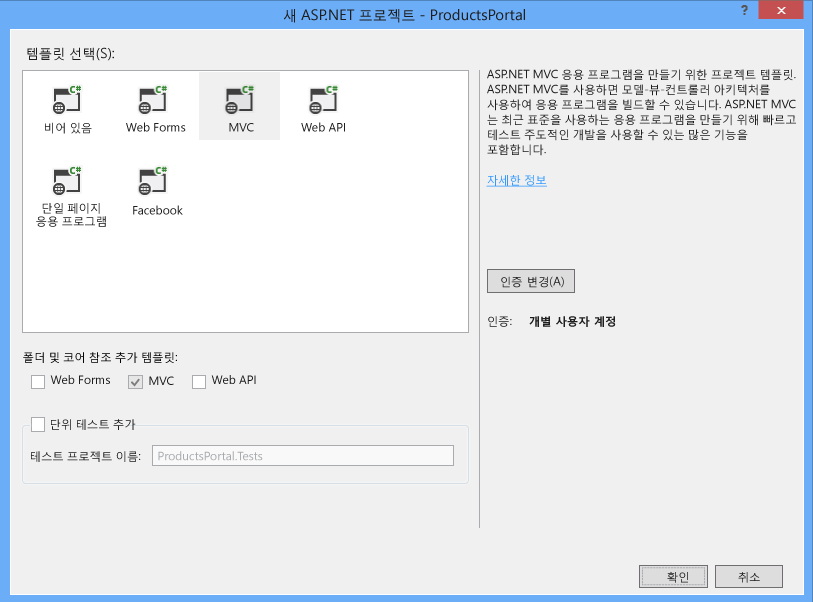 새 ASP.NET 프로젝트 - ProductsPortal
?
템플릿 선택(S):
C# C# C# C#
비어 있음 Web Forms MVC Web API
C# C#
단일 페이지
응용 프로그램
Facebook
ASP.NET MVC 응용 프로그램을 만들기 위한 프로젝트 템플릿.
ASP.NET MVC를 사용하면 모델-뷰-컨트롤러 아키텍처를
사용하여 응용 프로그램을 빌드할 수 있습니다. ASP.NET MVC
는 최근 표준을 사용하는 응용 프로그램을 만들기 위해 빠르고
테스트 주도적인 개발을 사용할 수 있는 많은 기능을
포함합니다.
자세한 정보
인증 변경(A)
인증: 개별 사용자 계정
폴더 및 코어 참조 추가 템플릿:
Web Forms MVC Web API
단위 테스트 추가
테스트 프로젝트 이름: ProductsPortal.Tests
확인 취소